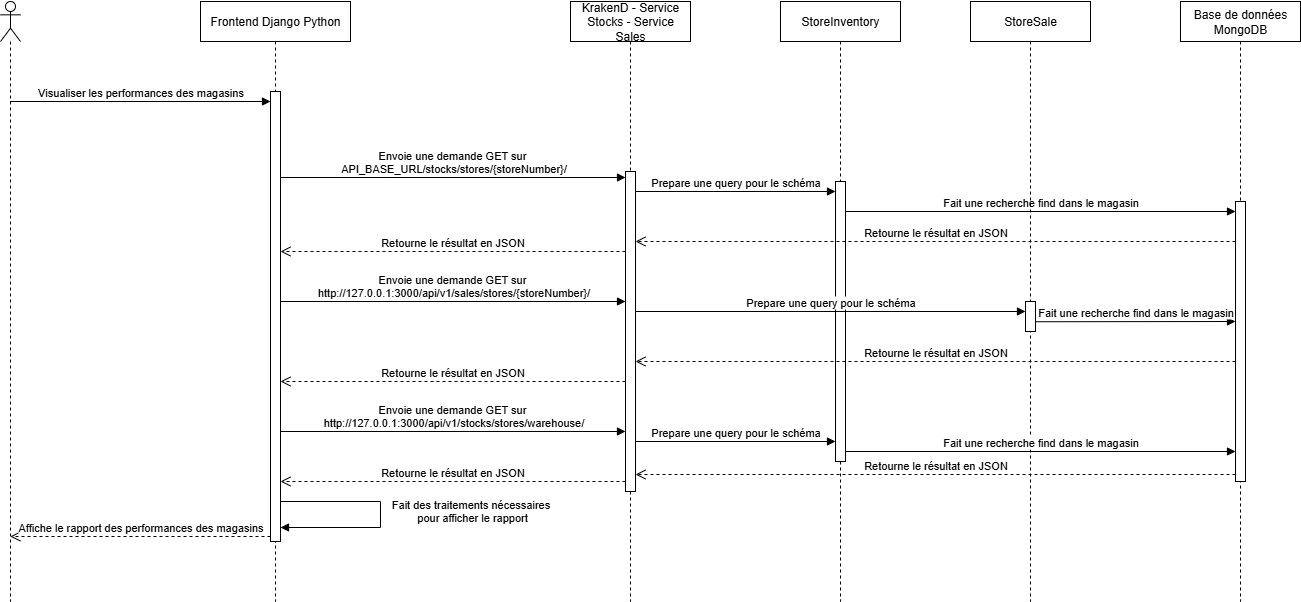 Frontend Django Python
KrakenD - Service
Stocks - Service
Sales
StoreInventory
StoreSale
Base de données
MongoDB
Visualiser les performances des magasins
Envoie une demande GET sur
API_BASE_URL/stocks/stores/{storeNumber}/
Prepare une query pour le schéma
Fait une recherche find dans le magasin
Retourne le résultat en JSON
Retourne le résultat en JSON
Envoie une demande GET sur
http://127.0.0.1:3000/api/v1/sales/stores/{storeNumber}/
Prepare une query pour le schéma
Fait une recherche find dans le magasin
Retourne le résultat en JSON
Retourne le résultat en JSON
Envoie une demande GET sur
http://127.0.0.1:3000/api/v1/stocks/stores/warehouse/
Prepare une query pour le schéma
Fait une recherche find dans le magasin
Retourne le résultat en JSON
Retourne le résultat en JSON
Fait des traitements nécessaires
pour afficher le rapport
Affiche le rapport des performances des magasins